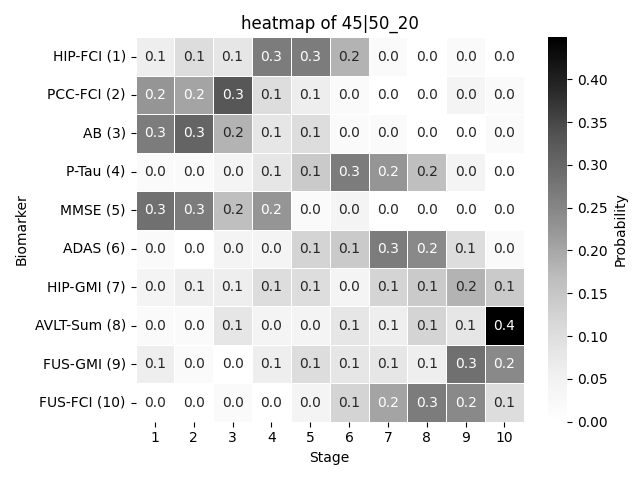 heatmap of 45|50_20
HIP-FCI (1) 0.1 0.1 0.1 0.3 0.3 0.2 0.0 0.0 0.0 0.0
PCC-FCI (2) 0.2 0.2 0.3 0.1 0.1 0.0 0.0 0.0 0.0 0.0
AB (3) 0.3 0.3 0.2 0.1 0.1 0.0 0.0 0.0 0.0 0.0
P-Tau (4) 0.0 0.0 0.0 0.1 0.1 0.3 0.2 0.2 0.0 0.0
MMSE (5) 0.3 0.3 0.2 0.2 0.0 0.0 0.0 0.0 0.0 0.0
ADAS (6) 0.0 0.0 0.0 0.0 0.1 0.1 0.3 0.2 0.1 0.0
HIP-GMI (7) 0.0 0.1 0.1 0.1 0.1 0.0 0.1 0.1 0.2 0.1
AVLT-Sum (8) 0.0 0.0 0.1 0.0 0.0 0.1 0.1 0.1 0.1 0.4
FUS-GMI (9) 0.1 0.0 0.0 0.1 0.1 0.1 0.1 0.1 0.3 0.2
FUS-FCI (10) 0.0 0.0 0.0 0.0 0.0 0.1 0.2 0.3 0.2 0.1
1 2 3 4 5 6 7 8 9 10
Stage
Biomarker
0.40
0.35
0.30
0.25
0.20
0.15
0.10
0.05
0.00
Probability